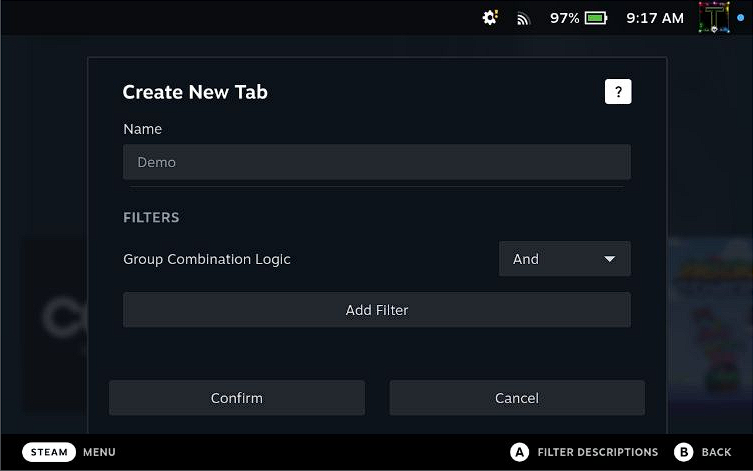 97% 9:17 AM
Create New Tab ?
Name
Demo
FILTERS
Group Combination Logic And
Add Filter
Confirm Cancel
STEAM MENU A FILTER DESCRIPTIONS B BACK